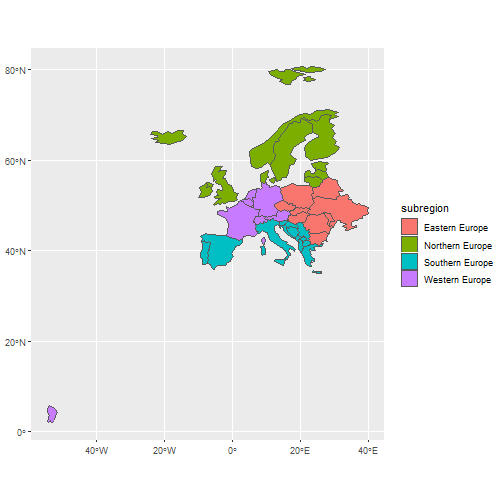 80°N
60°N
40°N
20°N
0°
40°W
20°W
0°
20°E
40°E
subregion
Eastern Europe
Northern Europe
Southern Europe
Western Europe